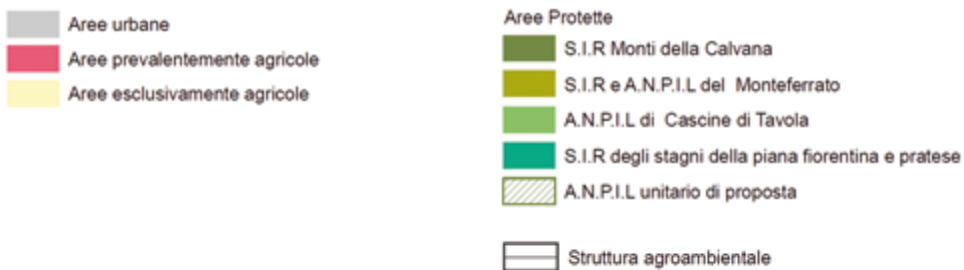 Aree urbane
Aree prevalentemente agricole
Aree esclusivamente agricole
Aree Protette
S.I.R Monti della Calvana
S.I.R e A.N.P.I.L del Monteferrato
A.N.P.I.L di Cascine di Tavola
S.I.R degli stagni della piana fiorentina e pratese
A.N.P.I.L unitario di proposta
Struttura agroambientale